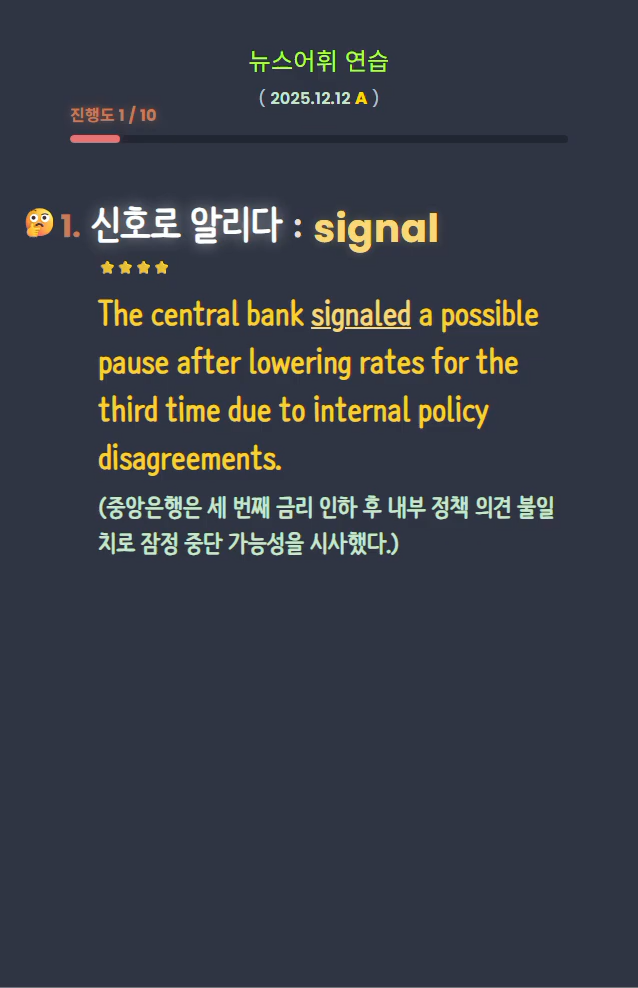 뉴스어휘 연습
( 2025.12.12 A )
진행도 1 / 10
1. 신호로 알리다 : signal
The central bank signaled a possible
pause after lowering rates for the
third time due to internal policy
disagreements.
(중앙은행은 세 번째 금리 인하 후 내부 정책 의견 불일
치로 잠정 중단 가능성을 시사했다.)